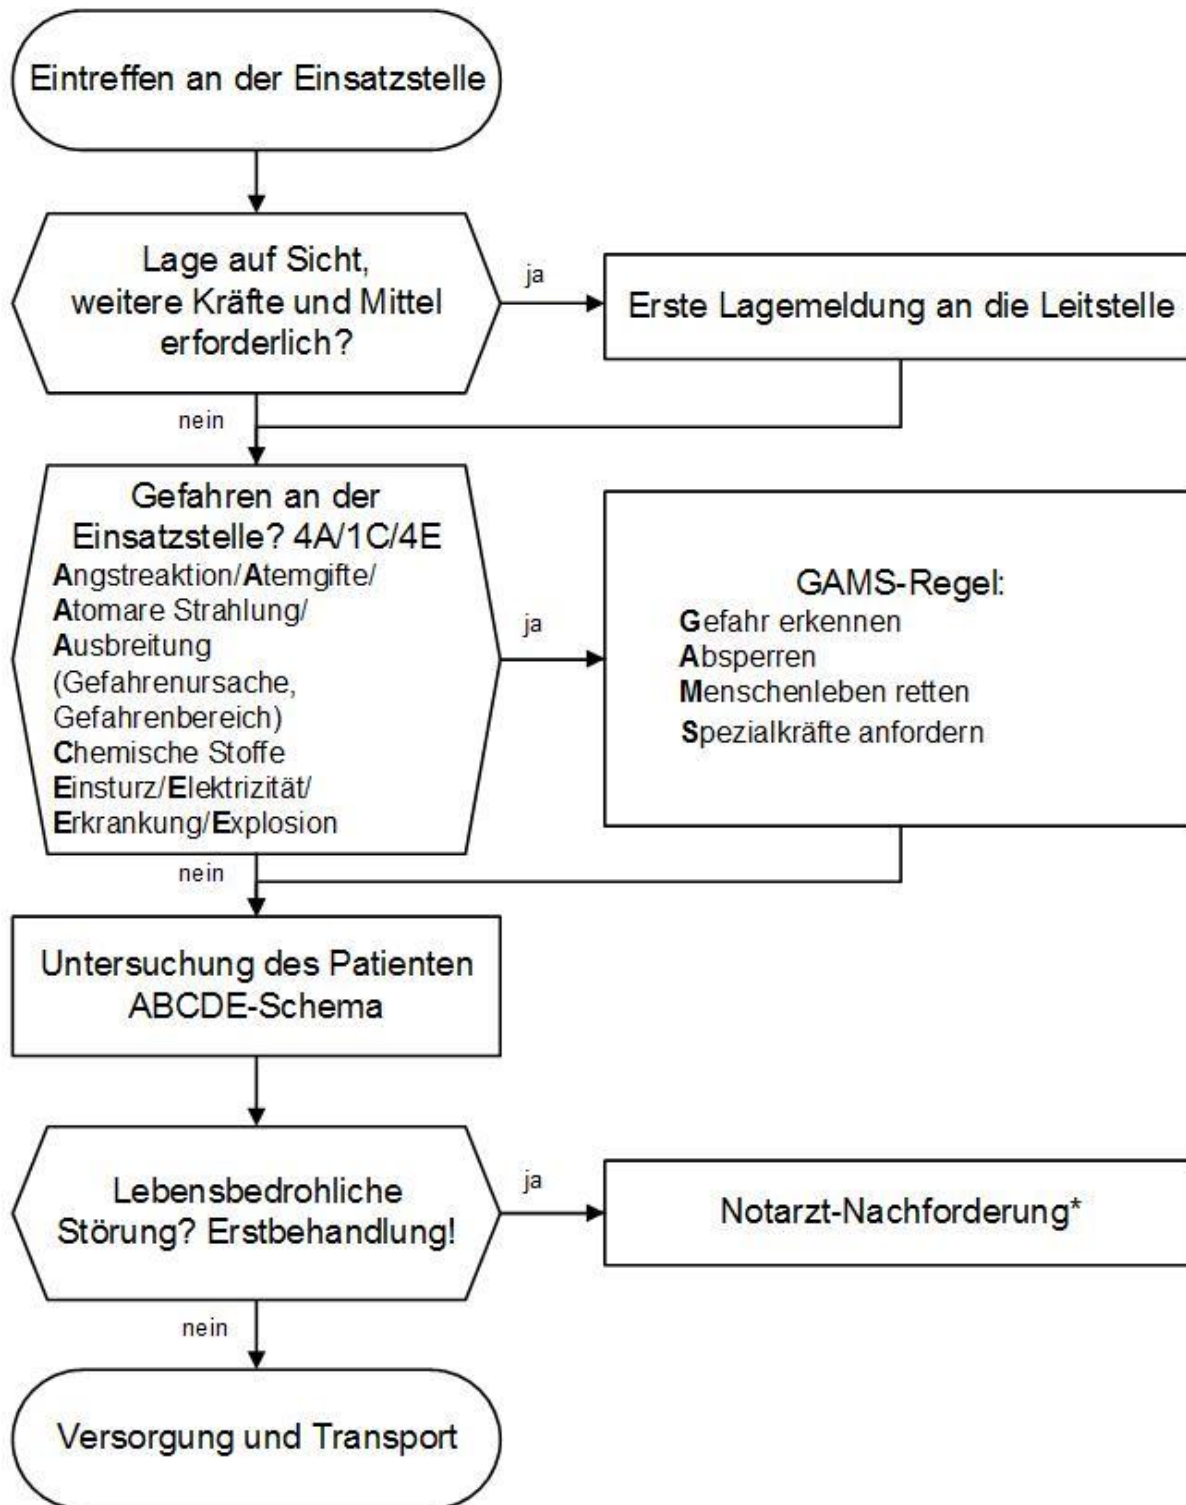 Eintreffen an der Einsatzstelle
Lage auf Sicht,
weitere Kräfte und Mittel
erforderlich?
ja
Erste Lagemeldung an die Leitstelle
nein
Gefahren an der
Einsatzstelle? 4A/1C/4E
Angstreaktion/Atemgifte/
Atomare Strahlung/
Ausbreitung
(Gefahrenursache,
Gefahrenbereich)
Chemische Stoffe
Einsturz/Elektrizität/
Erkrankung/Explosion
ja
GAMS-Regel:
Gefahr erkennen
Absperren
Menschenleben retten
Spezialkräfte anfordern
nein
Untersuchung des Patienten
ABCDE-Schema
Lebensbedrohliche
Störung? Erstbehandlung!
ja
Notarzt-Nachforderung*
nein
Versorgung und Transport